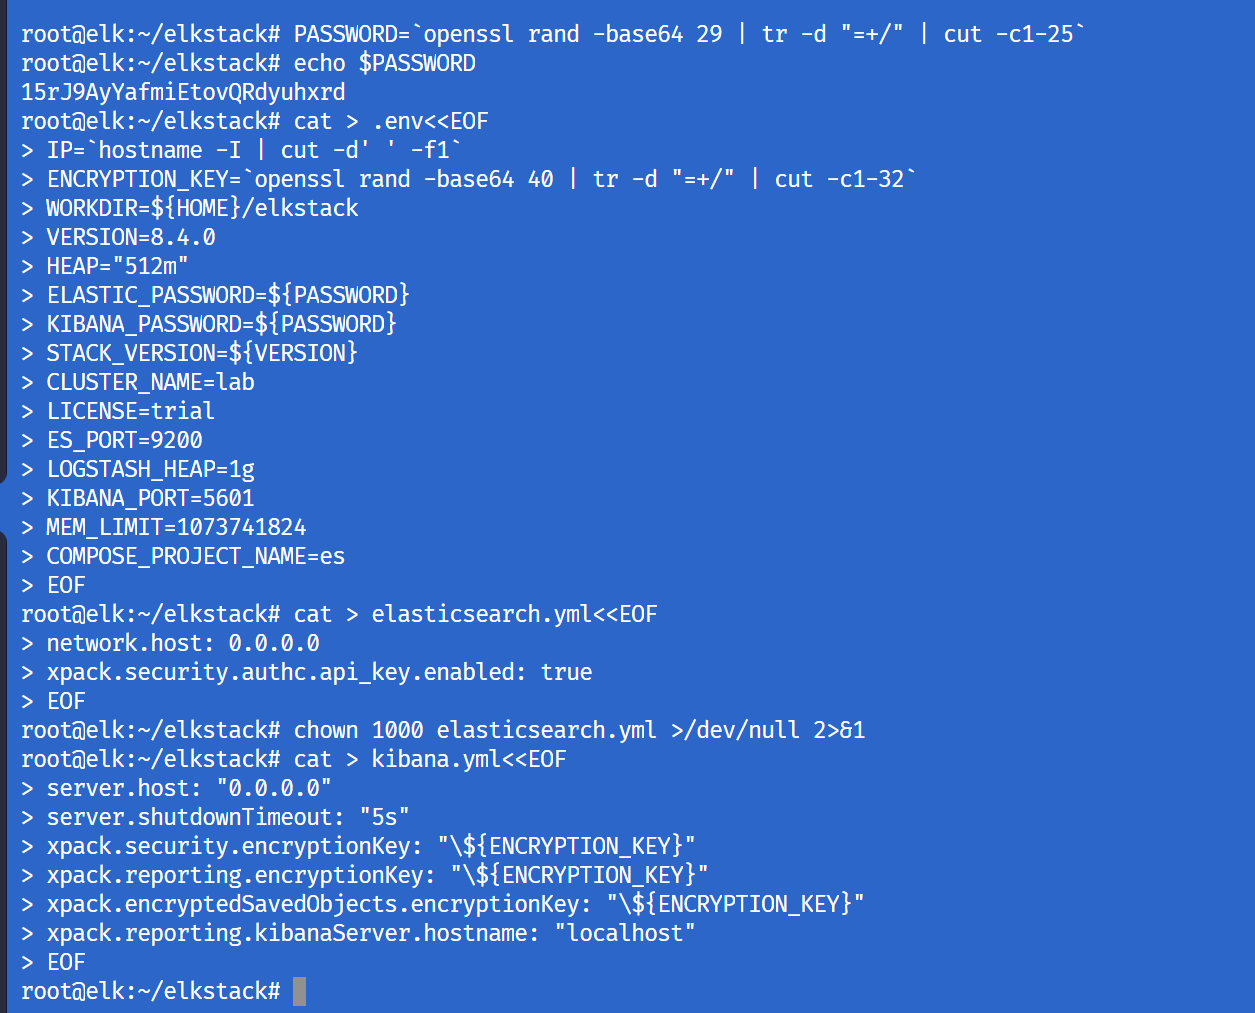 root@elk:~/elkstack# PASSWORD=`openssl rand -base64 29 | tr -d "=+/" | cut -c1-25`
root@elk:~/elkstack# echo $PASSWORD
15rJ9AyYafmiEtovQRdyuhxrd
root@elk:~/elkstack# cat > .env<<EOF
> IP=`hostname -I | cut -d' ' -f1`
> ENCRYPTION_KEY=`openssl rand -base64 40 | tr -d "=+/" | cut -c1-32`
> WORKDIR=${HOME}/elkstack
> VERSION=8.4.0
> HEAP="512m"
> ELASTIC_PASSWORD=${PASSWORD}
> KIBANA_PASSWORD=${PASSWORD}
> STACK_VERSION=${VERSION}
> CLUSTER_NAME=lab
> LICENSE=trial
> ES_PORT=9200
> LOGSTASH_HEAP=1g
> KIBANA_PORT=5601
> MEM_LIMIT=1073741824
> COMPOSE_PROJECT_NAME=es
> EOF
root@elk:~/elkstack# cat > elasticsearch.yml<<EOF
> network.host: 0.0.0.0
> xpack.security.authc.api_key.enabled: true
> EOF
root@elk:~/elkstack# chown 1000 elasticsearch.yml >/dev/null 2>&1
root@elk:~/elkstack# cat > kibana.yml<<EOF
> server.host: "0.0.0.0"
> server.shutdownTimeout: "5s"
> xpack.security.encryptionKey: "\${ENCRYPTION_KEY}"
> xpack.reporting.encryptionKey: "\${ENCRYPTION_KEY}"
> xpack.encryptedSavedObjects.encryptionKey: "\${ENCRYPTION_KEY}"
> xpack.reporting.kibanaServer.hostname: "localhost"
> EOF
root@elk:~/elkstack#